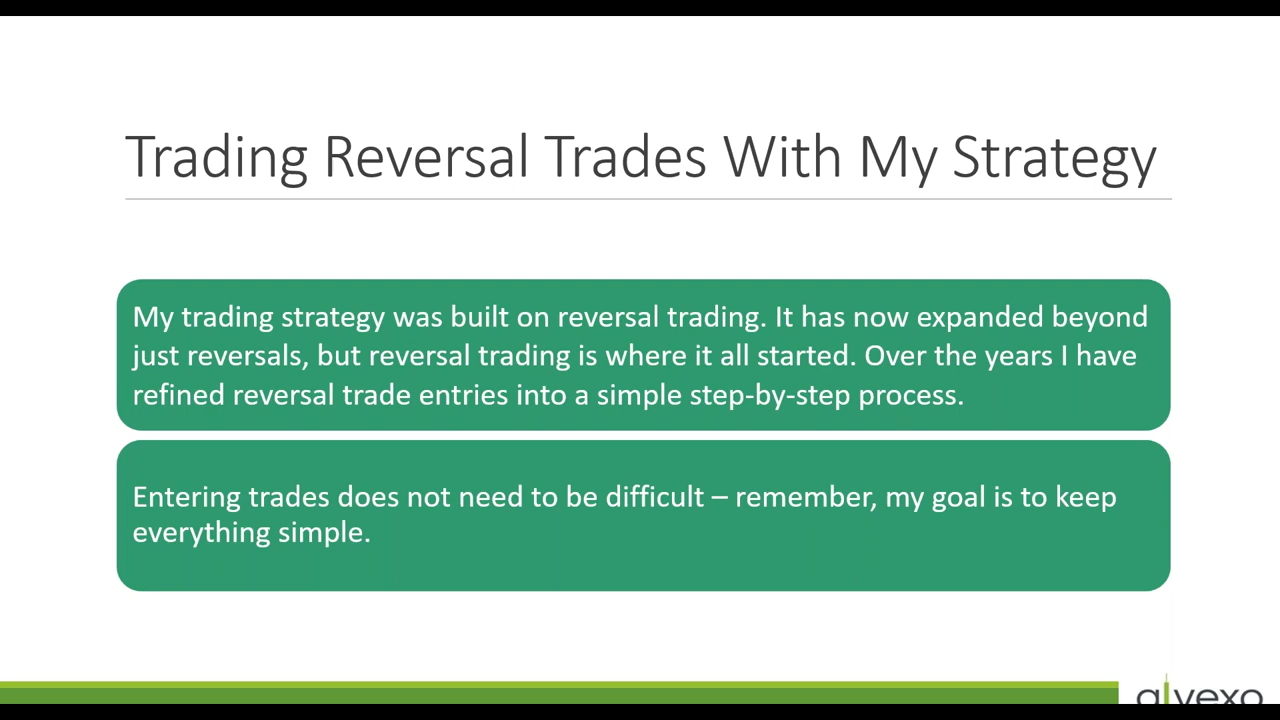 Trading Reversal Trades With My Strategy
My trading strategy was built on reversal trading. It has now expanded beyond
just reversals, but reversal trading is where it all started. Over the years I have
refined reversal trade entries into a simple step-by-step process.
Entering trades does not need to be difficult – remember, my goal is to keep
everything simple.
alvexo